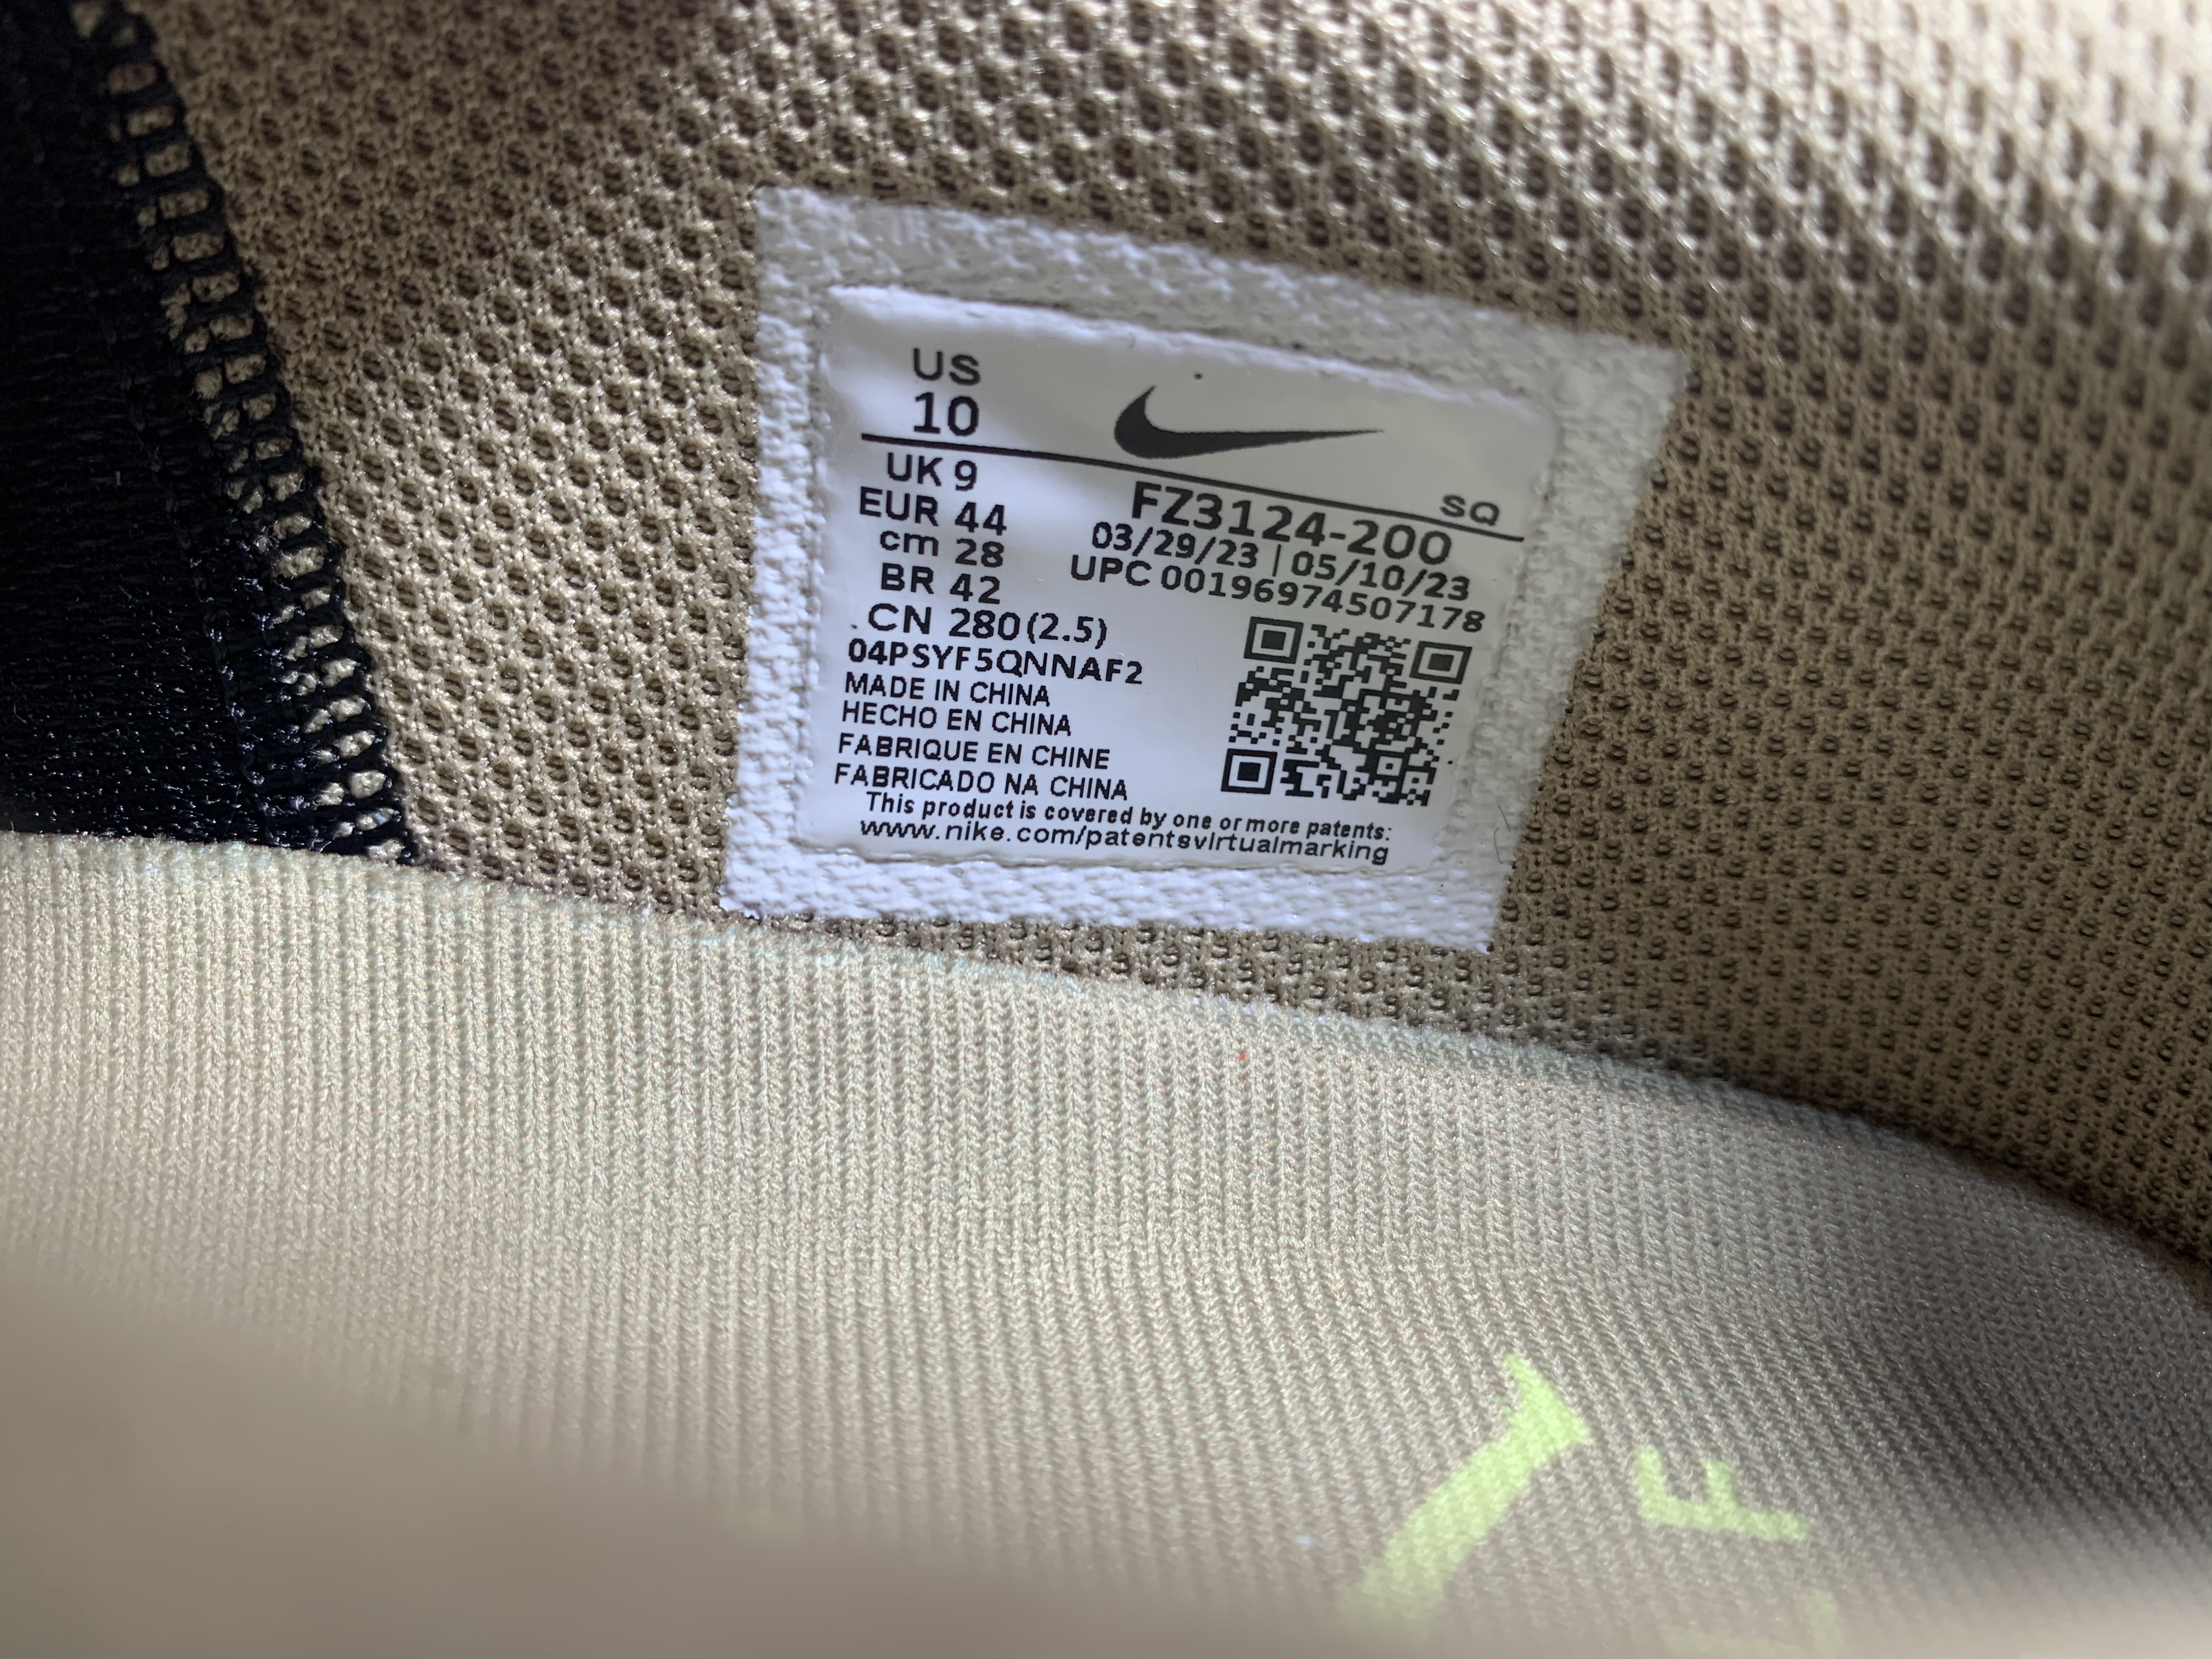 US
10
UK 9
EUR 44
cm 28
BR 42
CN 280(2.5)
SQ
FZ3124-200
03/29/23 | 05/10/23
UPC 00196974507178
04PSYF5QNNAF2
MADE IN CHINA
HECHO EN CHINA
FABRIQUE EN CHINE
FABRICADO NA CHINA
This product is covered by one or more patents:
www.nike.com/patentsvirtualmarking
F